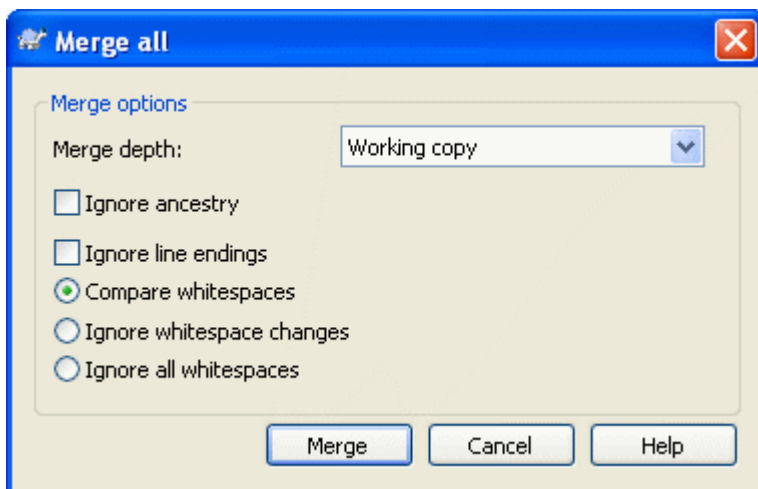 Merge all
Merge options
Merge depth: Working copy
Ignore ancestry
Ignore line endings
Compare whitespaces
Ignore whitespace changes
Ignore all whitespaces
Merge Cancel Help